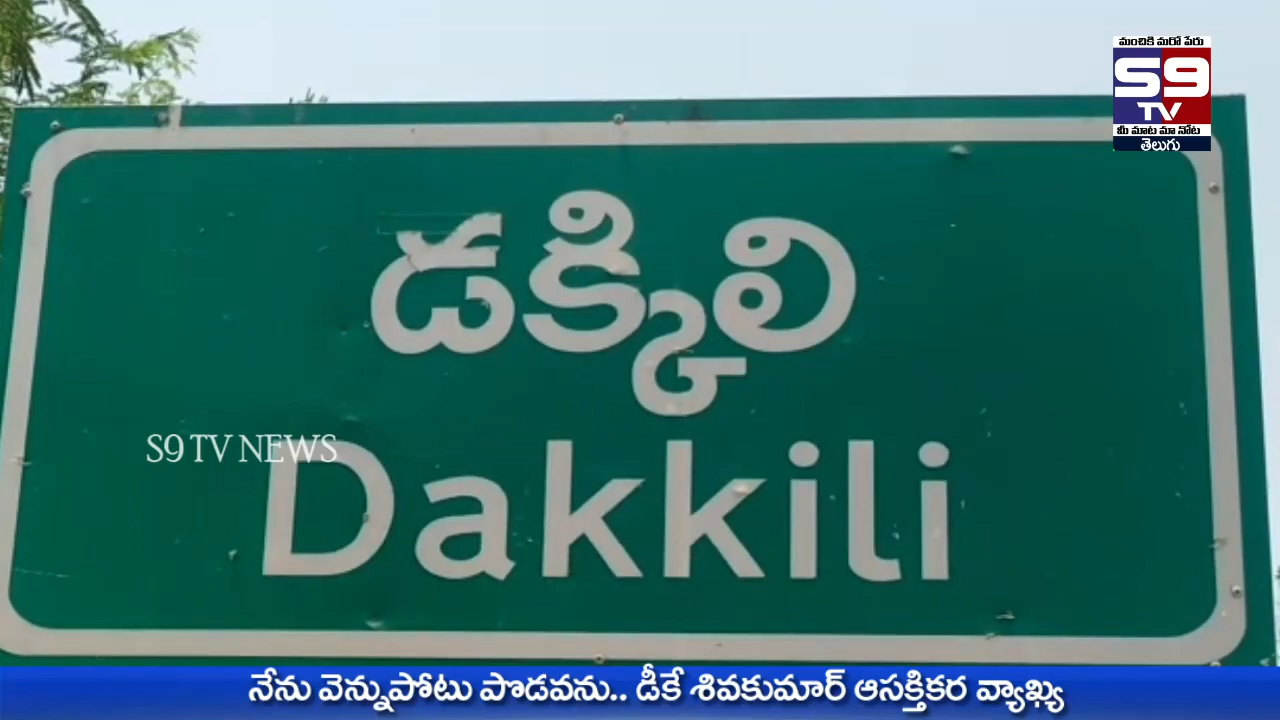 మంచికి మరో పేరు
S9
TV
మీ మాట మా నోట
తెలుగు
డక్కిలి
S9 TV NEWS
Dakkili
నేను వెన్నుపోటు పొడవను.. డీకే శివకుమార్ ఆసక్తికర వ్యాఖ్య